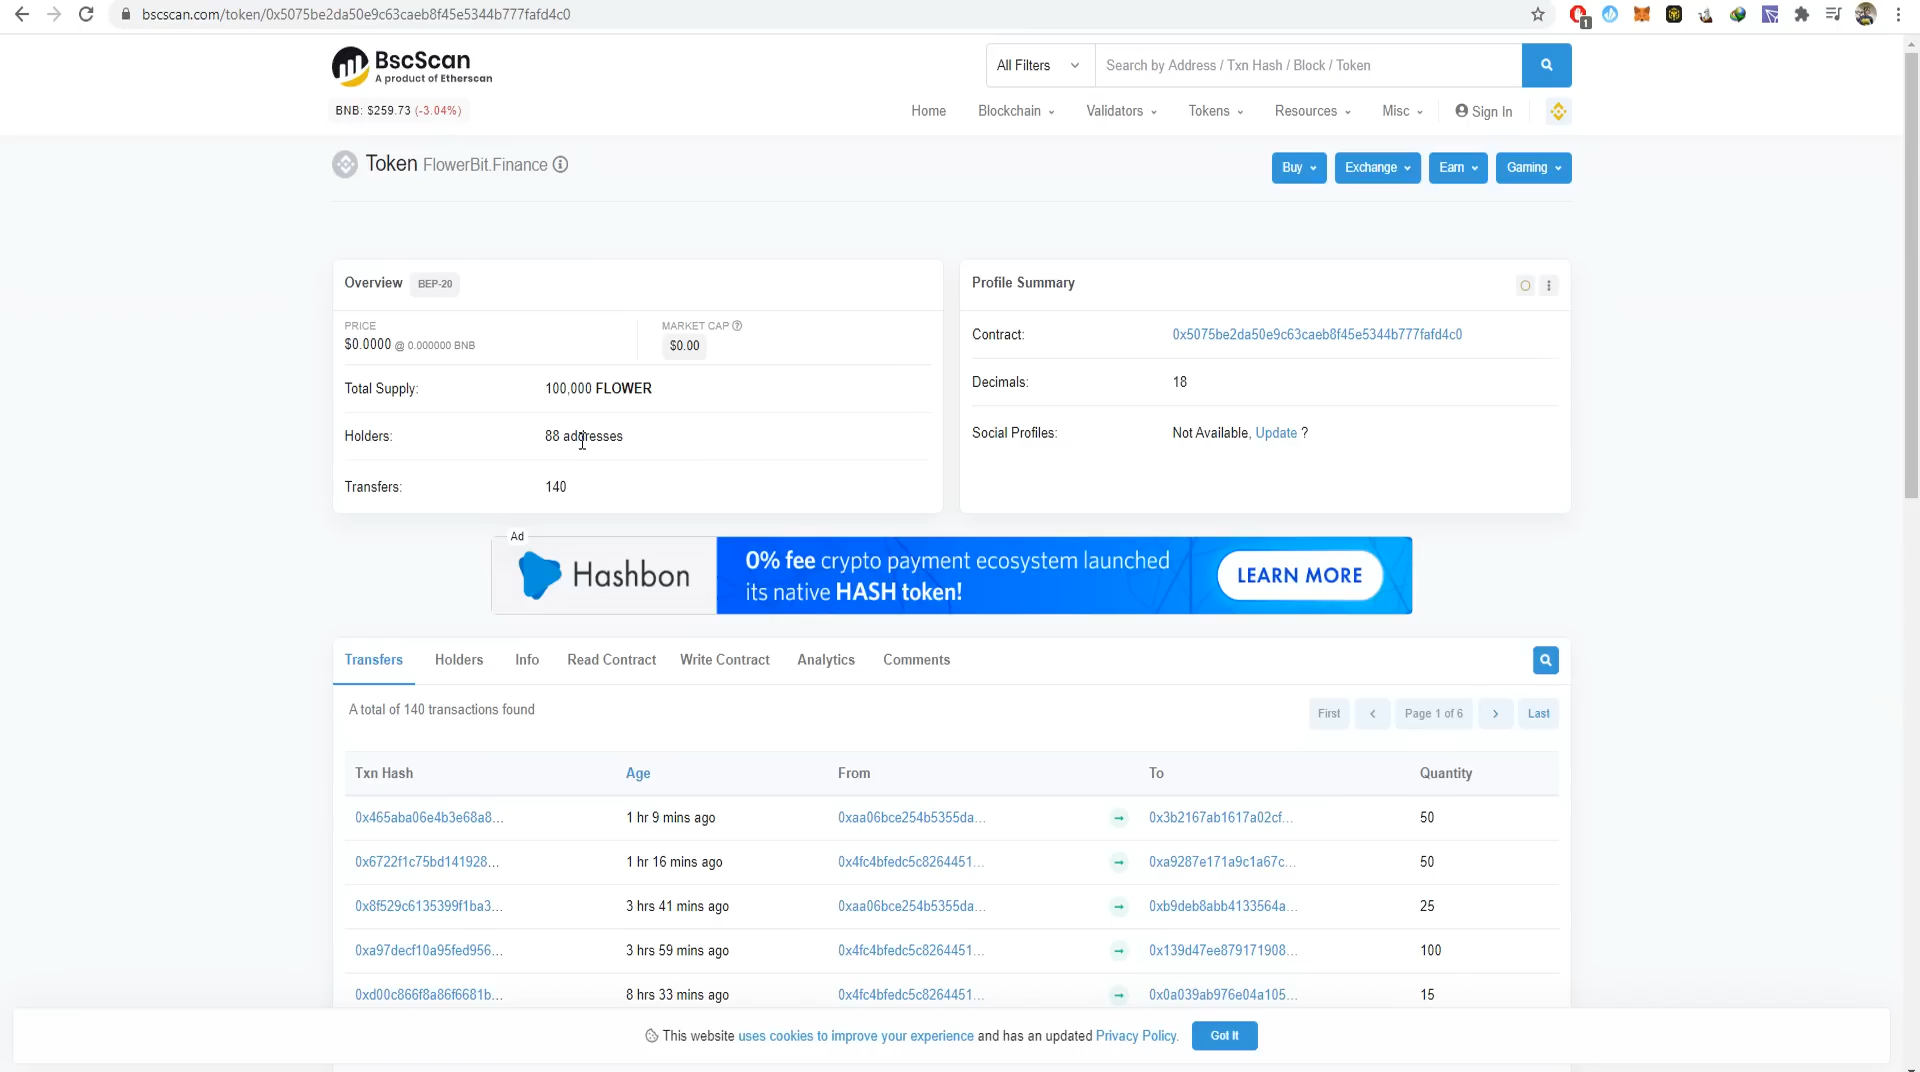 bscscan.com/token/0x5075be2da50e9c63caeb8f45e5344b777fafd4c0
1
BscScan
A product of Etherscan
All Filters
Search by Address / Txn Hash / Block / Token
BNB: $259.73 (-3.04%)
Home Blockchain Validators Tokens Resources Misc Sign In
Token FlowerBit.Finance
Buy Exchange Earn Gaming
Overview BEP-20
PRICE
$0.0000 @ 0.000000 BNB
MARKET CAP
$0.00
Total Supply: 100,000 FLOWER
Holders: 88 addresses
Transfers: 140
Profile Summary
Contract: 0x5075be2da50e9c63caeb8f45e5344b777fafd4c0
Decimals: 18
Social Profiles: Not Available, Update ?
Ad
Hashbon
0% fee crypto payment ecosystem launched
its native HASH token!
LEARN MORE
Transfers Holders Info Read Contract Write Contract Analytics Comments
A total of 140 transactions found
First Page 1 of 6 Last
Txn Hash Age From To Quantity
0x465aba06e4b3e68a8... 1 hr 9 mins ago 0xaa06bce254b5355da... 0x3b2167ab1617a02cf... 50
0x6722f1c75bd141928... 1 hr 16 mins ago 0x4fc4bfedc5c8264451... 0xa9287e171a9c1a67c... 50
0x8f529c6135399f1ba3... 3 hrs 41 mins ago 0xaa06bce254b5355da... 0xb9deb8abb4133564a... 25
0xa97decf10a95fed956... 3 hrs 59 mins ago 0x4fc4bfedc5c8264451... 0x139d47ee879171908... 100
0xd00c866f8a86f6681b... 8 hrs 33 mins ago 0x4fc4bfedc5c8264451... 0x0a039ab976e04a105... 15
This website uses cookies to improve your experience and has an updated Privacy Policy.
Got It